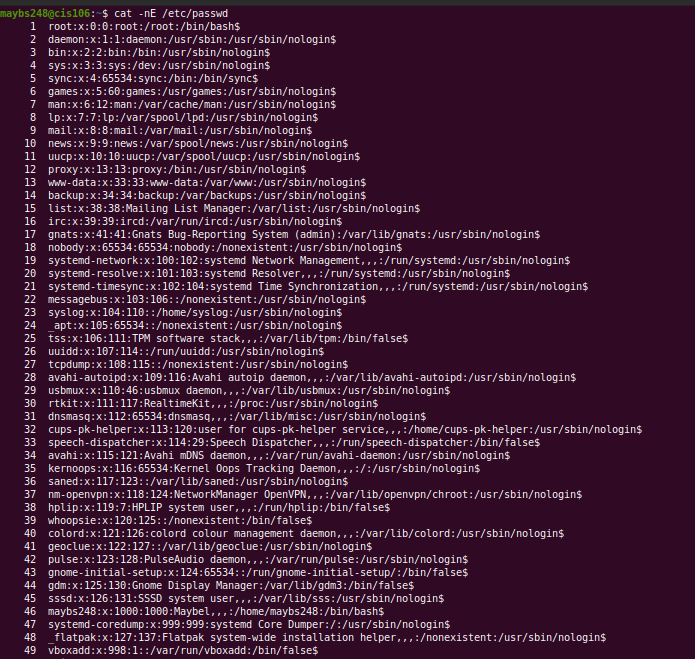 maybs248@cis106:~$ cat -nE /etc/passwd
1 root:x:0:0:root:/root:/bin/bash$
2 daemon:x:1:1:daemon:/usr/sbin:/usr/sbin/nologin$
3 bin:x:2:2:bin:/bin:/usr/sbin/nologin$
4 sys:x:3:3:sys:/dev:/usr/sbin/nologin$
5 sync:x:4:65534:sync:/bin:/bin/sync$
6 games:x:5:60:games:/usr/games:/usr/sbin/nologin$
7 man:x:6:12:man:/var/cache/man:/usr/sbin/nologin$
8 lp:x:7:7:lp:/var/spool/lpd:/usr/sbin/nologin$
9 mail:x:8:8:mail:/var/mail:/usr/sbin/nologin$
10 news:x:9:9:news:/var/spool/news:/usr/sbin/nologin$
11 uucp:x:10:10:uucp:/var/spool/uucp:/usr/sbin/nologin$
12 proxy:x:13:13:proxy:/bin:/usr/sbin/nologin$
13 www-data:x:33:33:www-data:/var/www:/usr/sbin/nologin$
14 backup:x:34:34:backup:/var/backups:/usr/sbin/nologin$
15 list:x:38:38:Mailing List Manager:/var/list:/usr/sbin/nologin$
16 irc:x:39:39:ircd:/var/run/ircd:/usr/sbin/nologin$
17 gnats:x:41:41:Gnats Bug-Reporting System (admin):/var/lib/gnats:/usr/sbin/nologin$
18 nobody:x:65534:65534:nobody:/nonexistent:/usr/sbin/nologin$
19 systemd-network:x:100:102:systemd Network Management,,,:/run/systemd:/usr/sbin/nologin$
20 systemd-resolve:x:101:103:systemd Resolver,,,:/run/systemd:/usr/sbin/nologin$
21 systemd-timesync:x:102:104:systemd Time Synchronization,,,:/run/systemd:/usr/sbin/nologin$
22 messagebus:x:103:106::/nonexistent:/usr/sbin/nologin$
23 syslog:x:104:110::/home/syslog:/usr/sbin/nologin$
24 _apt:x:105:65534::/nonexistent:/usr/sbin/nologin$
25 tss:x:106:111:TPM software stack,,,:/var/lib/tpm:/bin/false$
26 uuidd:x:107:114::/run/uuidd:/usr/sbin/nologin$
27 tcpdump:x:108:115::/nonexistent:/usr/sbin/nologin$
28 avahi-autoipd:x:109:116:Avahi autoip daemon,,,:/var/lib/avahi-autoipd:/usr/sbin/nologin$
29 usbmux:x:110:46:usbmux daemon,,,:/var/lib/usbmux:/usr/sbin/nologin$
30 rtkit:x:111:117:RealtimeKit,,,:/proc:/usr/sbin/nologin$
31 dnsmasq:x:112:65534:dnsmasq,,,:/var/lib/misc:/usr/sbin/nologin$
32 cups-pk-helper:x:113:120:user for cups-pk-helper service,,,:/home/cups-pk-helper:/usr/sbin/nologin$
33 speech-dispatcher:x:114:29:Speech Dispatcher,,,:/run/speech-dispatcher:/bin/false$
34 avahi:x:115:121:Avahi mDNS daemon,,,:/var/run/avahi-daemon:/usr/sbin/nologin$
35 kernoops:x:116:65534:Kernel Oops Tracking Daemon,,,:/:/usr/sbin/nologin$
36 saned:x:117:123::/var/lib/saned:/usr/sbin/nologin$
37 nm-openvpn:x:118:124:NetworkManager OpenVPN,,,:/var/lib/openvpn/chroot:/usr/sbin/nologin$
38 hplip:x:119:7:HPLIP system user,,,:/run/hplip:/bin/false$
39 whoopsie:x:120:125::/nonexistent:/bin/false$
40 colord:x:121:126:colord colour management daemon,,,:/var/lib/colord:/usr/sbin/nologin$
41 geoclue:x:122:127::/var/lib/geoclue:/usr/sbin/nologin$
42 pulse:x:123:128:PulseAudio daemon,,,:/var/run/pulse:/usr/sbin/nologin$
43 gnome-initial-setup:x:124:65534::/run/gnome-initial-setup/:/bin/false$
44 gdm:x:125:130:Gnome Display Manager:/var/lib/gdm3:/bin/false$
45 sssd:x:126:131:SSSD system user,,,:/var/lib/sss:/usr/sbin/nologin$
46 maybs248:x:1000:1000:Maybel,,,:/home/maybs248:/bin/bash$
47 systemd-coredump:x:999:999:systemd Core Dumper:/:/usr/sbin/nologin$
48 _flatpak:x:127:137:Flatpak system-wide installation helper,,,:/nonexistent:/usr/sbin/nologin$
49 vboxadd:x:998:1::/var/run/vboxadd:/bin/false$